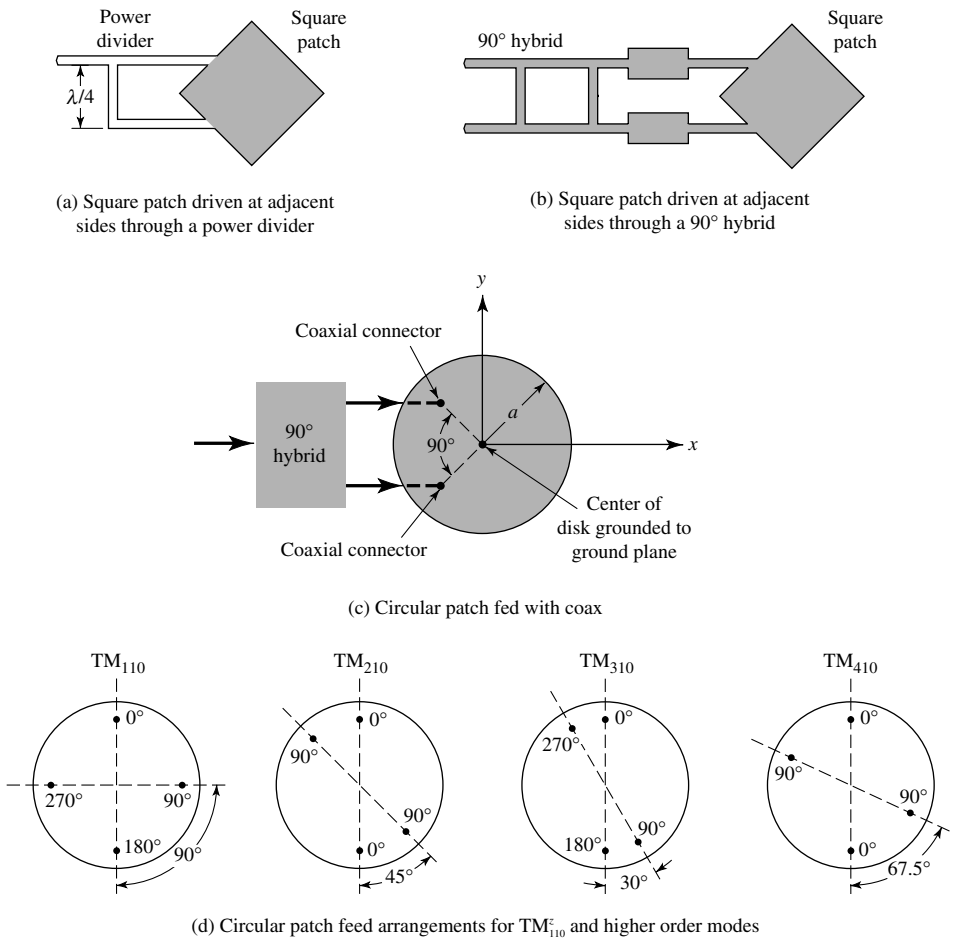 Power
divider
Square
patch
λ/4
(a) Square patch driven at adjacent
sides through a power divider
90° hybrid
Square
patch
(b) Square patch driven at adjacent
sides through a 90° hybrid
y
Coaxial connector
a
90°
hybrid
90°
x
Center of
disk grounded to
ground plane
Coaxial connector
(c) Circular patch fed with coax
TM₁₁₀
0°
270°
90°
180°
90°
TM₂₁₀
0°
90°
90°
0°
45°
TM₃₁₀
0°
270°
90°
180°
30°
TM₄₁₀
0°
90°
90°
0°
67.5°
(d) Circular patch feed arrangements for TMᶻ₁₁₀ and higher order modes